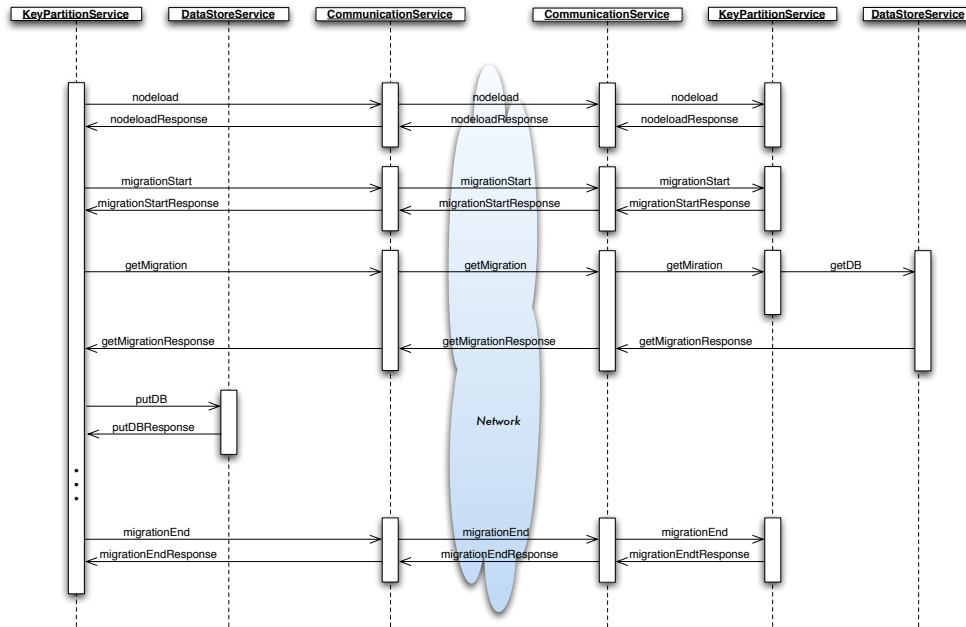 KeyPartitionService DataStoreService CommunicationService CommunicationService KeyPartitionService DataStoreService
nodeload nodeload nodeload
nodeloadResponse nodeloadResponse nodeloadResponse
migrationStart migrationStart migrationStart
migrationStartResponse migrationStartResponse migrationStartResponse
getMigration getMigration getMiration getDB
getMigrationResponse getMigrationResponse getMigrationResponse
putDB
Network
putDBResponse
migrationEnd migrationEnd migrationEnd
migrationEndResponse migrationEndResponse migrationEndtResponse